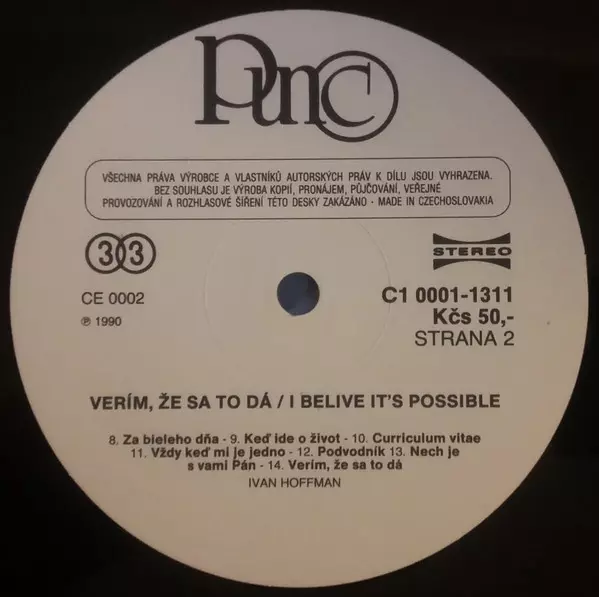 Punc
VŠECHNA PRÁVA VÝROBCE A VLASTNÍKŮ AUTORSKÝCH PRÁV K DÍLU JSOU VYHRAZENA.
BEZ SOUHLASU JE VÝROBA KOPIÍ, PRONÁJEM, PŮJČOVÁNÍ, VEŘEJNÉ
PROVOZOVÁNÍ A ROZHLASOVÉ ŠÍŘENÍ TÉTO DESKY ZAKÁZÁNO · MADE IN CZECHOSLOVAKIA
33
STEREO
CE 0002
℗ 1990
C1 0001-1311
Kčs 50,-
STRANA 2
VERÍM, ŽE SA TO DÁ / I BELIVE IT'S POSSIBLE
8. Za bieleho dňa - 9. Keď ide o život - 10. Curriculum vitae
11. Vždy keď mi je jedno - 12. Podvodník 13. Nech je
s vami Pán - 14. Verím, že sa to dá
IVAN HOFFMAN